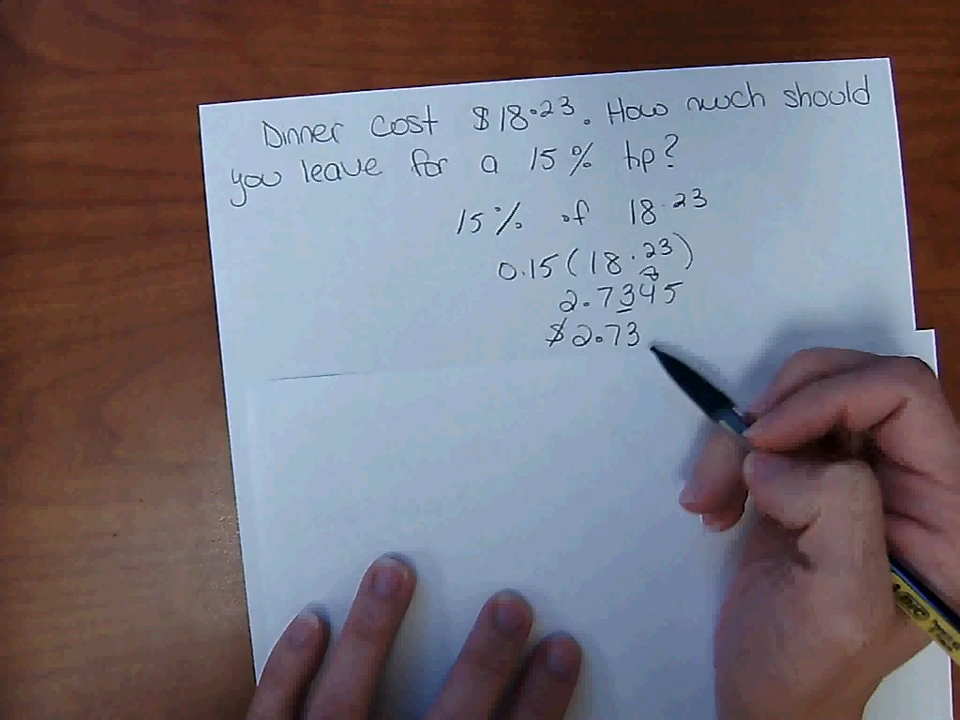 Dinner cost $18.23. How much should
you leave for a 15% tip?
15% of 18.23
0.15(18.23)
2.7345
$2.73
BIC